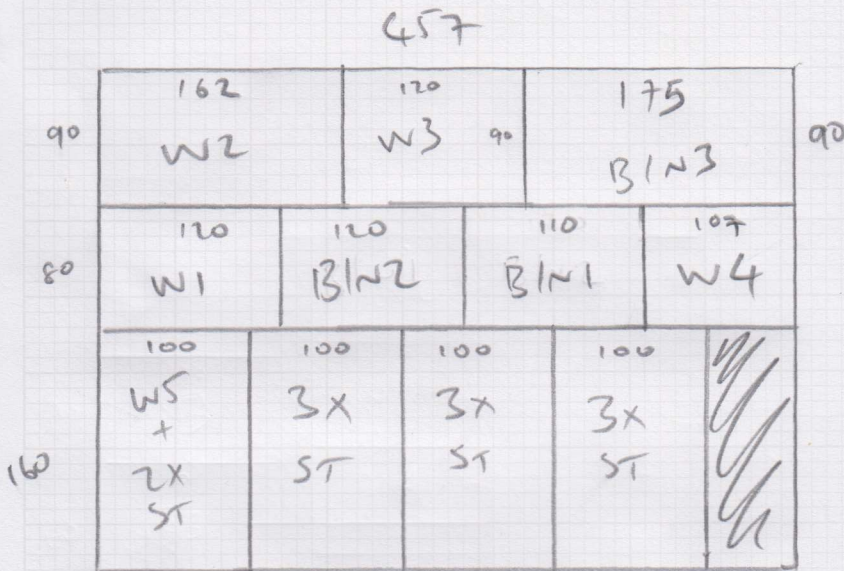 457
162 120 175
90 W2 W3 90 BIN3 90
120 120 110 107
80 W1 BIN2 BIN1 W4
100 100 100 100
W5 3X 3X 3X
+
160 2X ST ST ST
ST